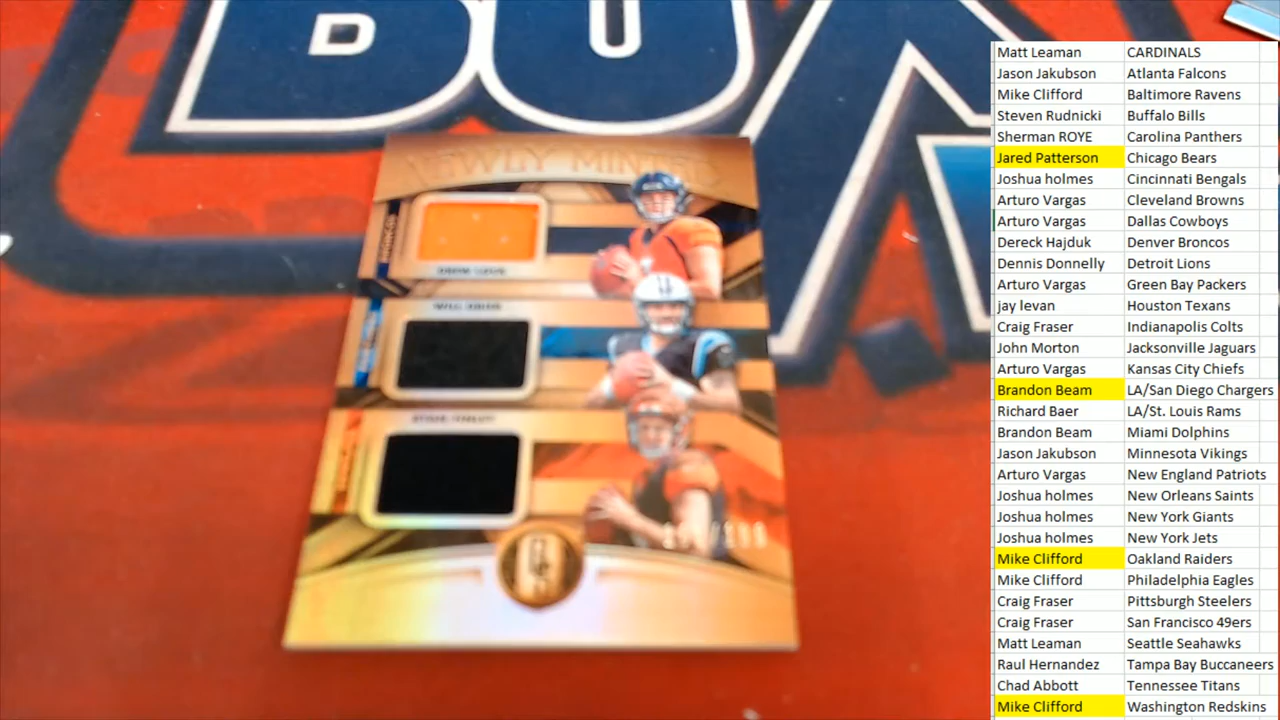 NEWLY MINTED
BRONCOS
DREW LOCK
WILL GRIER
RYAN FINLEY
Matt Leaman CARDINALS
Jason Jakubson Atlanta Falcons
Mike Clifford Baltimore Ravens
Steven Rudnicki Buffalo Bills
Sherman ROYE Carolina Panthers
Jared Patterson Chicago Bears
Joshua holmes Cincinnati Bengals
Arturo Vargas Cleveland Browns
Arturo Vargas Dallas Cowboys
Dereck Hajduk Denver Broncos
Dennis Donnelly Detroit Lions
Arturo Vargas Green Bay Packers
jay levan Houston Texans
Craig Fraser Indianapolis Colts
John Morton Jacksonville Jaguars
Arturo Vargas Kansas City Chiefs
Brandon Beam LA/San Diego Chargers
Richard Baer LA/St. Louis Rams
Brandon Beam Miami Dolphins
Jason Jakubson Minnesota Vikings
Arturo Vargas New England Patriots
Joshua holmes New Orleans Saints
Joshua holmes New York Giants
Joshua holmes New York Jets
Mike Clifford Oakland Raiders
Mike Clifford Philadelphia Eagles
Craig Fraser Pittsburgh Steelers
Craig Fraser San Francisco 49ers
Matt Leaman Seattle Seahawks
Raul Hernandez Tampa Bay Buccaneers
Chad Abbott Tennessee Titans
Mike Clifford Washington Redskins